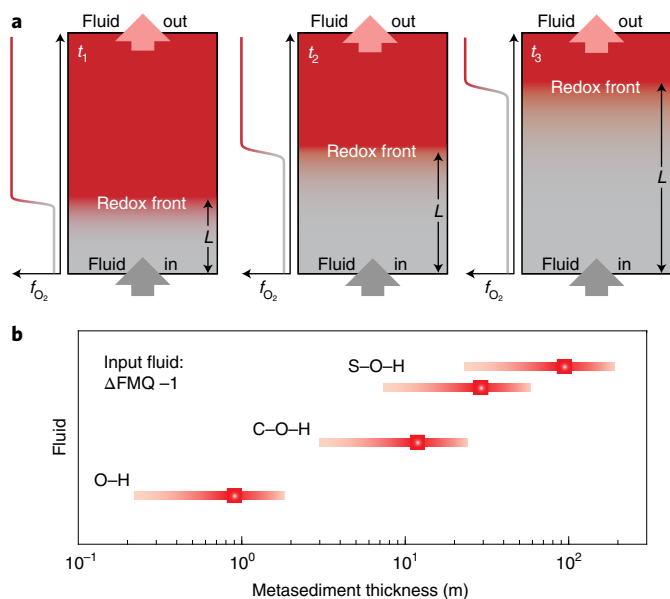 a
Fluid out
t1
Redox front
L
Fluid in
fO2
Fluid out
t2
Redox front
L
Fluid in
fO2
Fluid out
t3
Redox front
L
Fluid in
fO2
b
Input fluid:
ΔFMQ –1
S–O–H
C–O–H
O–H
Fluid
10–1
100
101
102
Metasediment thickness (m)